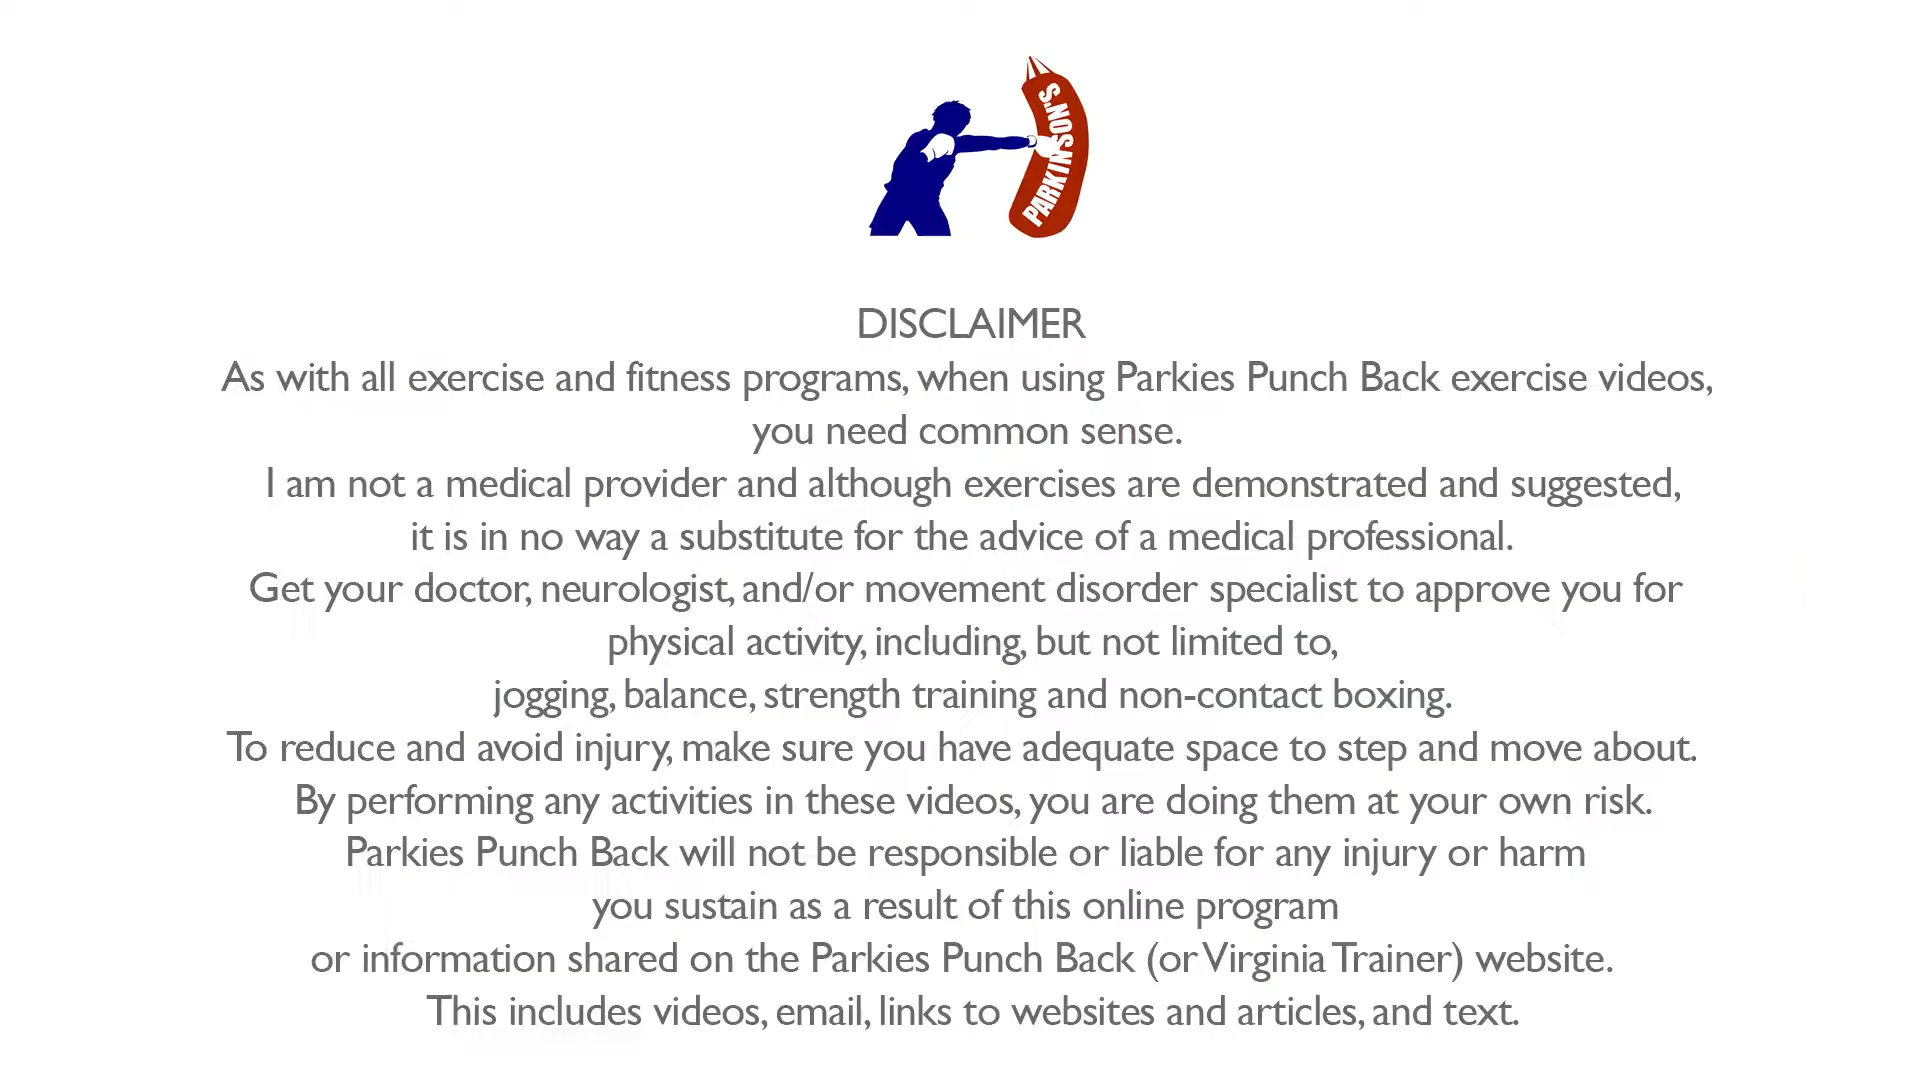 PARKINSON'S
DISCLAIMER
As with all exercise and fitness programs, when using Parkies Punch Back exercise videos,
you need common sense.
I am not a medical provider and although exercises are demonstrated and suggested,
it is in no way a substitute for the advice of a medical professional.
Get your doctor, neurologist, and/or movement disorder specialist to approve you for
physical activity, including, but not limited to,
jogging, balance, strength training and non-contact boxing.
To reduce and avoid injury, make sure you have adequate space to step and move about.
By performing any activities in these videos, you are doing them at your own risk.
Parkies Punch Back will not be responsible or liable for any injury or harm
you sustain as a result of this online program
or information shared on the Parkies Punch Back (or Virginia Trainer) website.
This includes videos, email, links to websites and articles, and text.